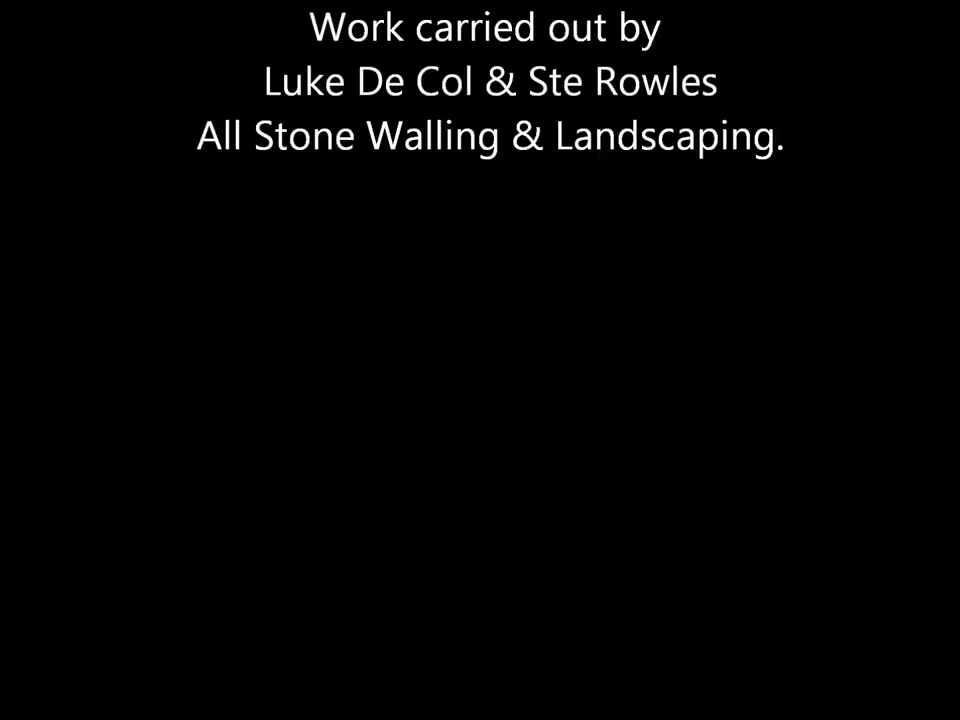 Work carried out by
Luke De Col & Ste Rowles
All Stone Walling & Landscaping.